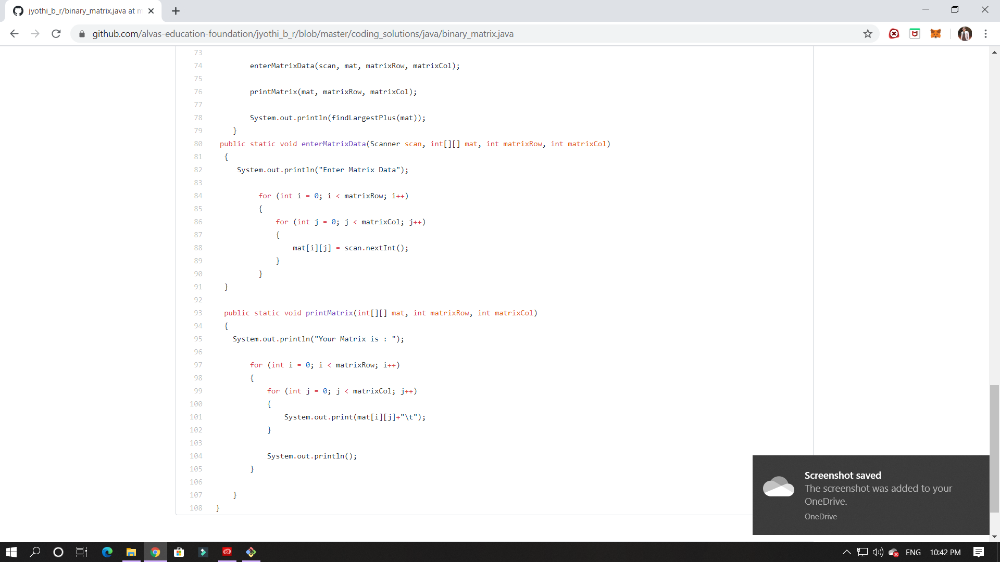 jyothi_b_r/binary_matrix.java at m
github.com/alvas-education-foundation/jyothi_b_r/blob/master/coding_solutions/java/binary_matrix.java
73
74 enterMatrixData(scan, mat, matrixRow, matrixCol);
75
76 printMatrix(mat, matrixRow, matrixCol);
77
78 System.out.println(findLargestPlus(mat));
79 }
80 public static void enterMatrixData(Scanner scan, int[][] mat, int matrixRow, int matrixCol)
81 {
82 System.out.println("Enter Matrix Data");
83
84 for (int i = 0; i < matrixRow; i++)
85 {
86 for (int j = 0; j < matrixCol; j++)
87 {
88 mat[i][j] = scan.nextInt();
89 }
90 }
91 }
92
93 public static void printMatrix(int[][] mat, int matrixRow, int matrixCol)
94 {
95 System.out.println("Your Matrix is : ");
96
97 for (int i = 0; i < matrixRow; i++)
98 {
99 for (int j = 0; j < matrixCol; j++)
100 {
101 System.out.print(mat[i][j]+"\t");
102 }
103
104 System.out.println();
105 }
106
107 }
108 }
Screenshot saved
The screenshot was added to your
OneDrive.
OneDrive
ENG 10:42 PM